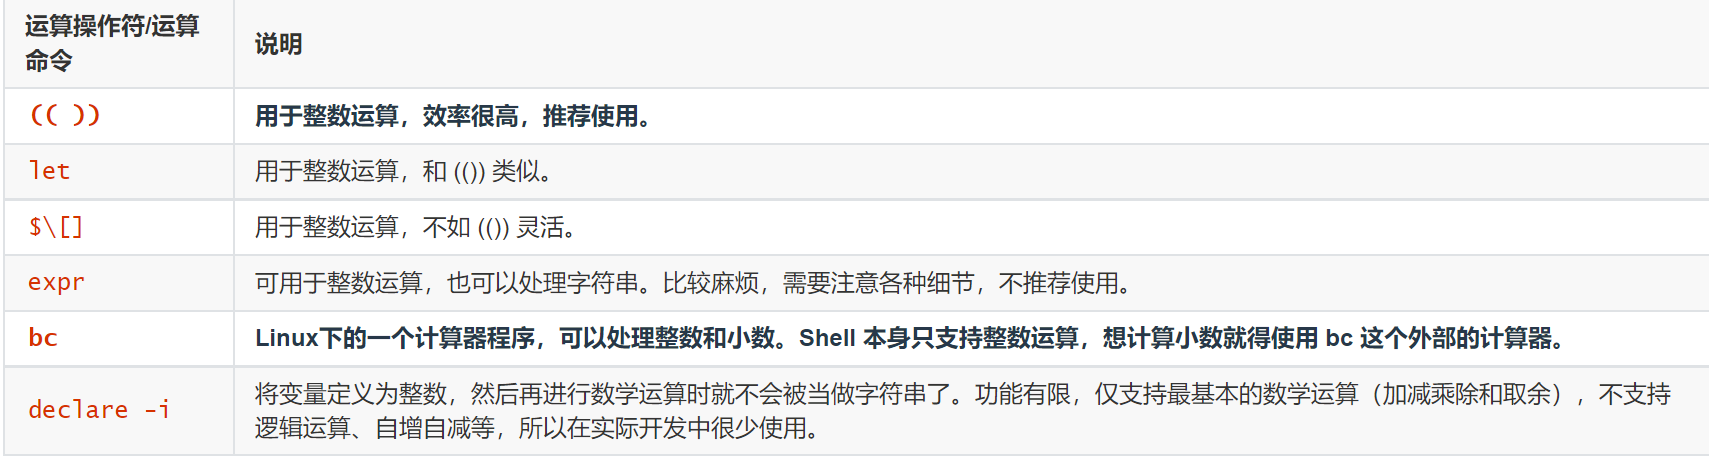 运算操作符/运算
命令
说明
(( ))
用于整数运算，效率很高，推荐使用。
let
用于整数运算，和 (()) 类似。
$\[]
用于整数运算，不如 (()) 灵活。
expr
可用于整数运算，也可以处理字符串。比较麻烦，需要注意各种细节，不推荐使用。
bc
Linux下的一个计算器程序，可以处理整数和小数。Shell 本身只支持整数运算，想计算小数就得使用 bc 这个外部的计算器。
declare -i
将变量定义为整数，然后再进行数学运算时就不会被当做字符串了。功能有限，仅支持最基本的数学运算（加减乘除和取余），不支持
逻辑运算、自增自减等，所以在实际开发中很少使用。